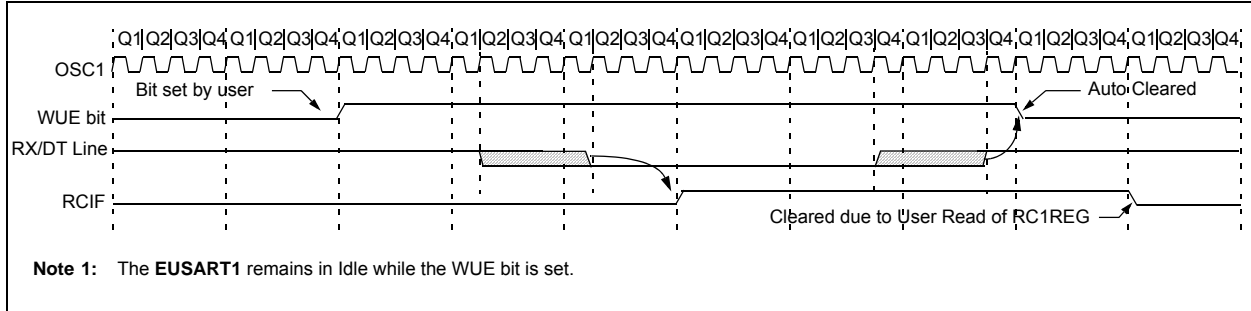 Q1|Q2|Q3|Q4|Q1|Q2|Q3|Q4|Q1|Q2|Q3|Q4|Q1|Q2|Q3|Q4|Q1|Q2|Q3|Q4|Q1|Q2|Q3|Q4|Q1|Q2|Q3|Q4|Q1|Q2|Q3|Q4|Q1|Q2|Q3|Q4|Q1|Q2|Q3|Q4
OSC1
Bit set by user
Auto Cleared
WUE bit
RX/DT Line
RCIF
Cleared due to User Read of RC1REG
Note 1: The EUSART1 remains in Idle while the WUE bit is set.